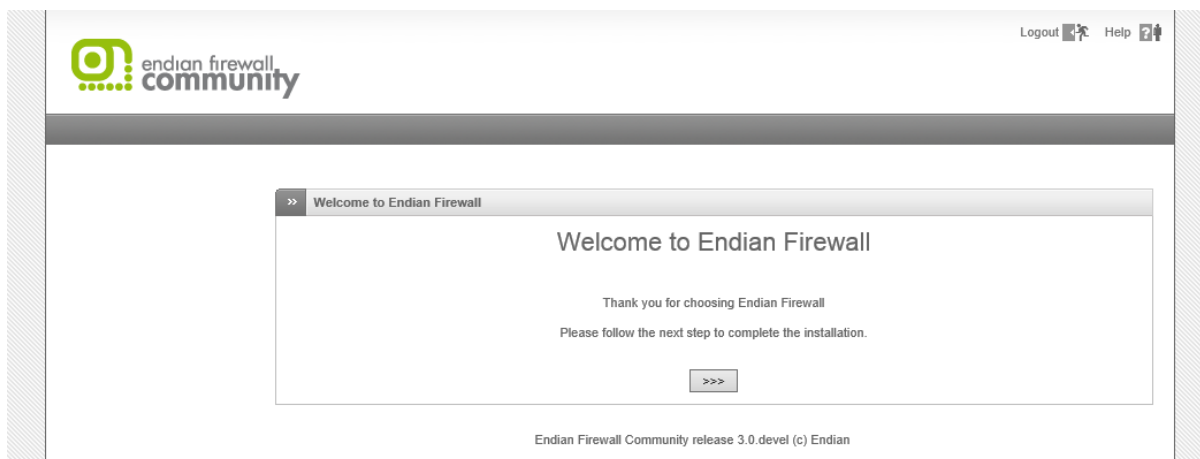 Logout Help
endian firewall
community
» Welcome to Endian Firewall
Welcome to Endian Firewall
Thank you for choosing Endian Firewall
Please follow the next step to complete the installation.
>>>
Endian Firewall Community release 3.0.devel (c) Endian